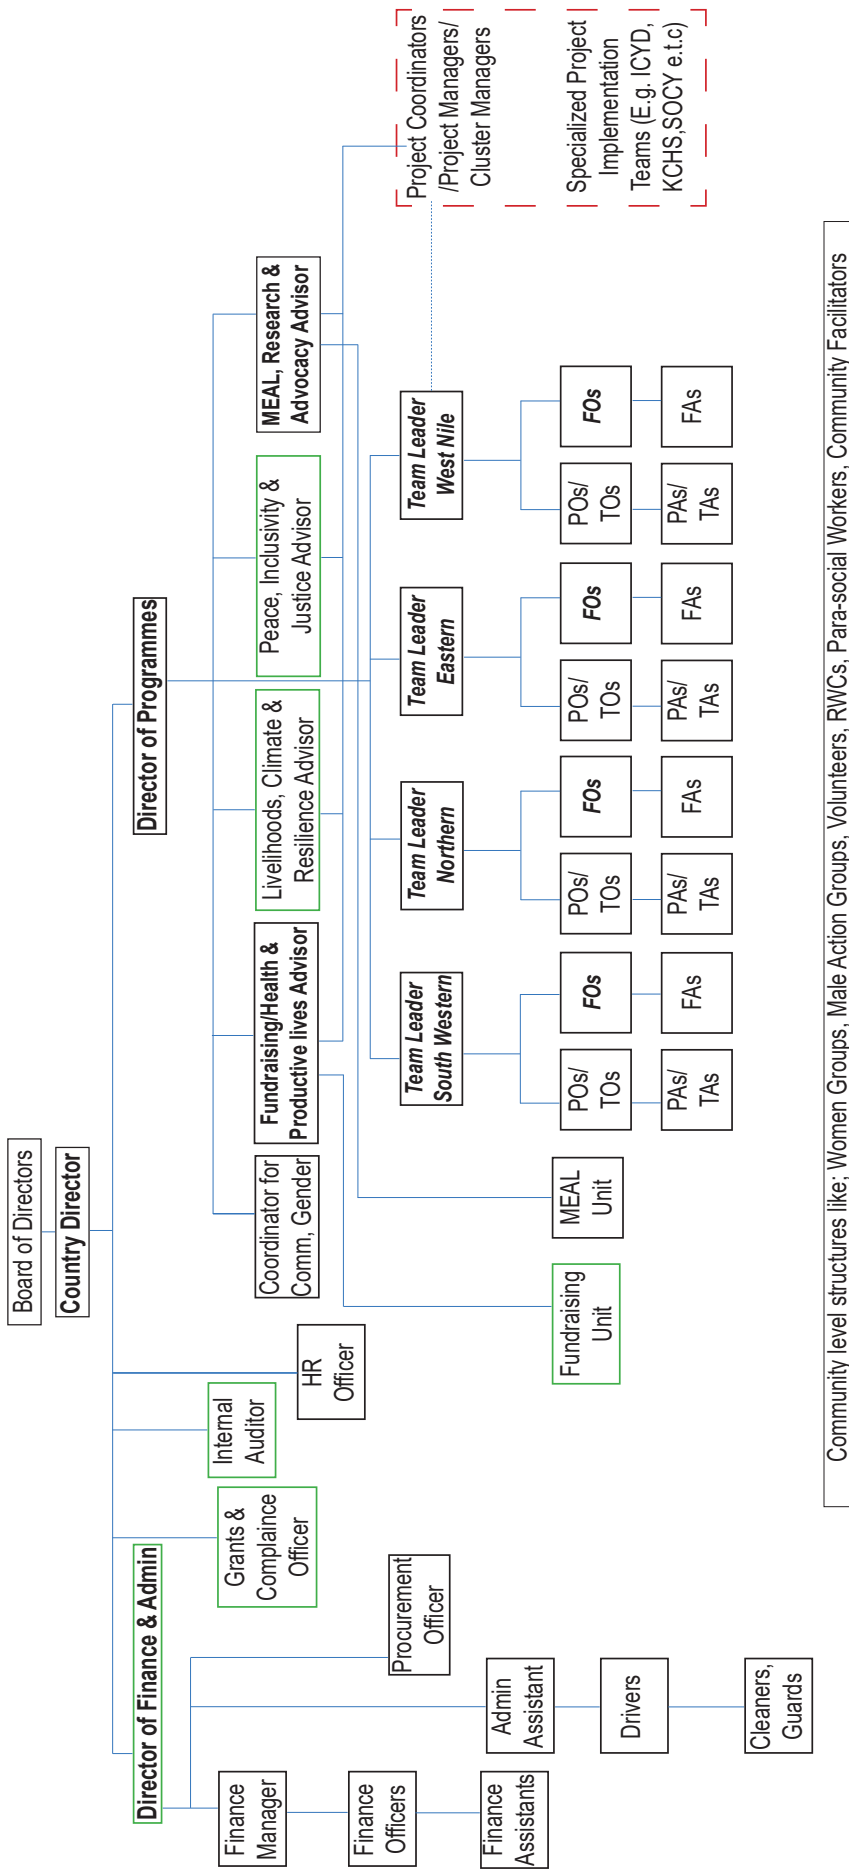 Board of Directors
Country Director
Director of Finance & Admin
Director of Programmes
Grants &
Complaince
Officer
Internal
Auditor
HR
Officer
Finance
Manager
Finance
Officers
Finance
Assistants
Procurement
Officer
Admin
Assistant
Drivers
Cleaners,
Guards
Coordinator for
Comm, Gender
Fundraising/Health &
Productive lives Advisor
Livelihoods, Climate &
Resilience Advisor
Peace, Inclusivity &
Justice Advisor
MEAL, Research &
Advocacy Advisor
Fundraising
Unit
MEAL
Unit
Team Leader
South Western
POs/
TOs
FOs
PAs/
TAs
FAs
Team Leader
Northern
POs/
TOs
FOs
PAs/
TAs
FAs
Team Leader
Eastern
POs/
TOs
FOs
PAs/
TAs
FAs
Team Leader
West Nile
POs/
TOs
FOs
PAs/
TAs
FAs
Project Coordinators
/Project Managers/
Cluster Managers
Specialized Project
Implementation
Teams (E.g. ICYD,
KCHS,SOCY e.t.c)
Community level structures like; Women Groups, Male Action Groups, Volunteers, RWCs, Para-social Workers, Community Facilitators